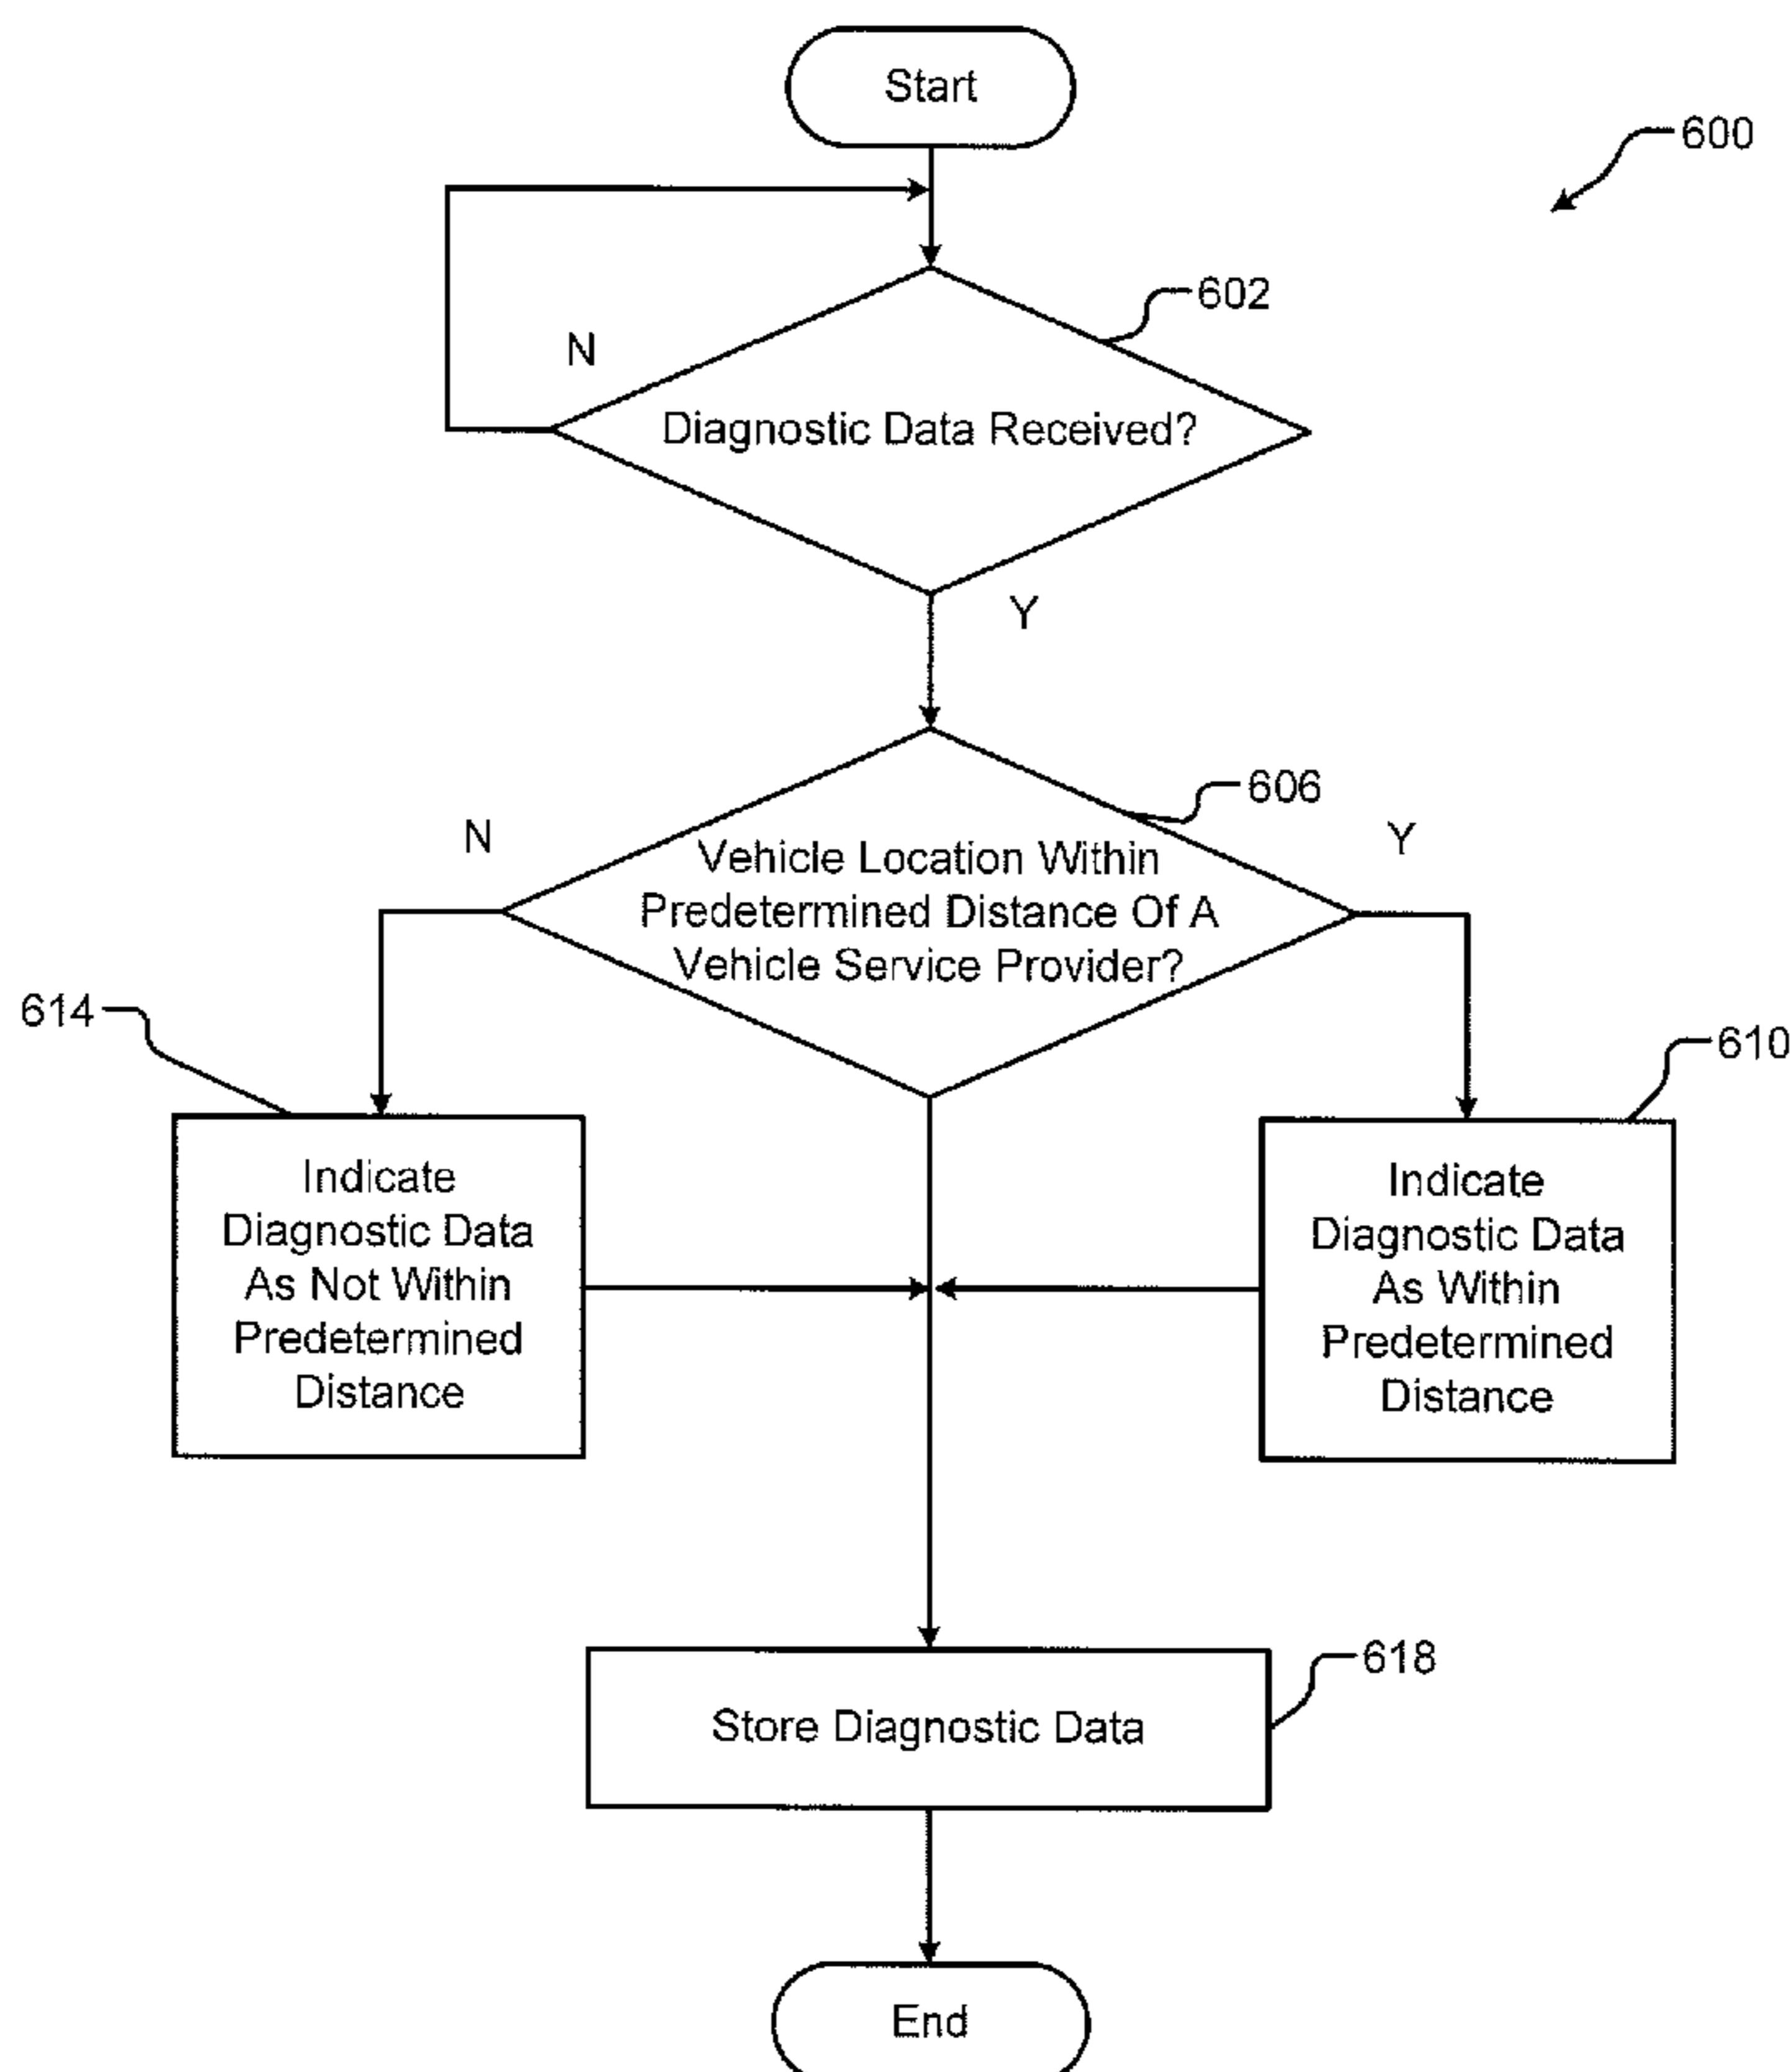 Start
600
602
N
Diagnostic Data Received?
Y
606
N
Y
Vehicle Location Within
Predetermined Distance Of A
Vehicle Service Provider?
614
610
Indicate
Diagnostic Data
As Not Within
Predetermined
Distance
Indicate
Diagnostic Data
As Within
Predetermined
Distance
618
Store Diagnostic Data
End